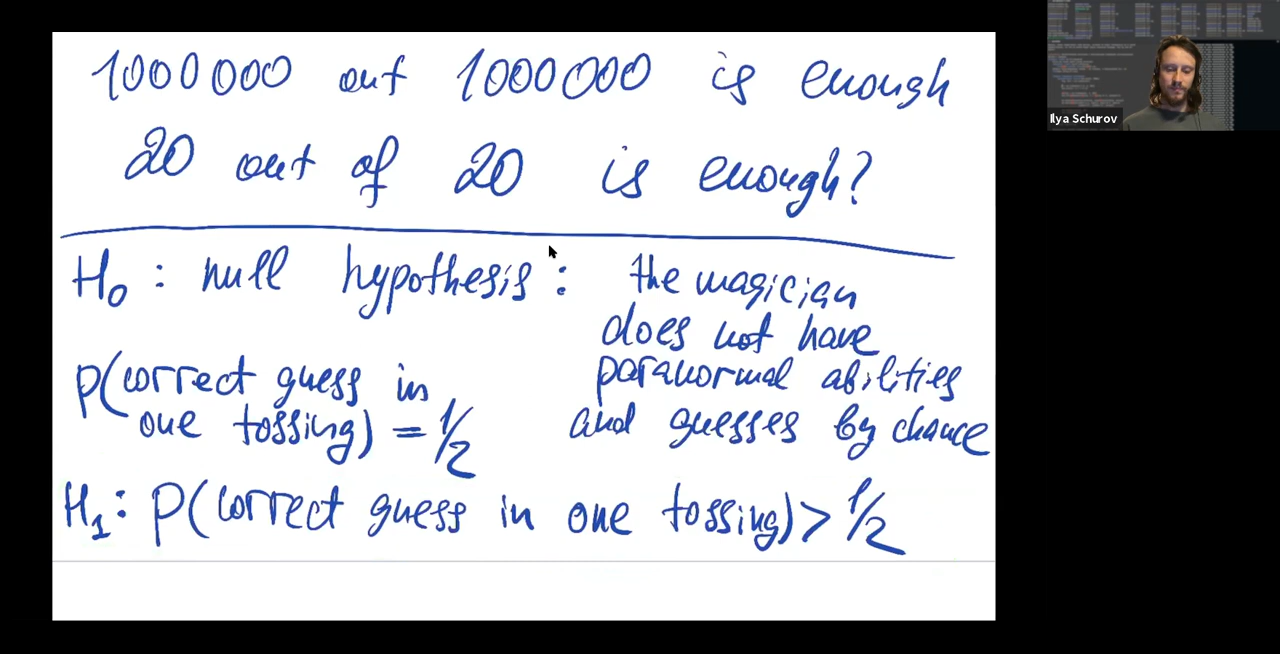 1000000 out 1000000 is enough
20 out of 20 is enough?
H₀ : null hypothesis : the magician
does not have
paranormal abilities
and guesses by chance
P(correct guess in
one tossing) = 1/2
H₁ : P(correct guess in one tossing) > 1/2
Ilya Schurov